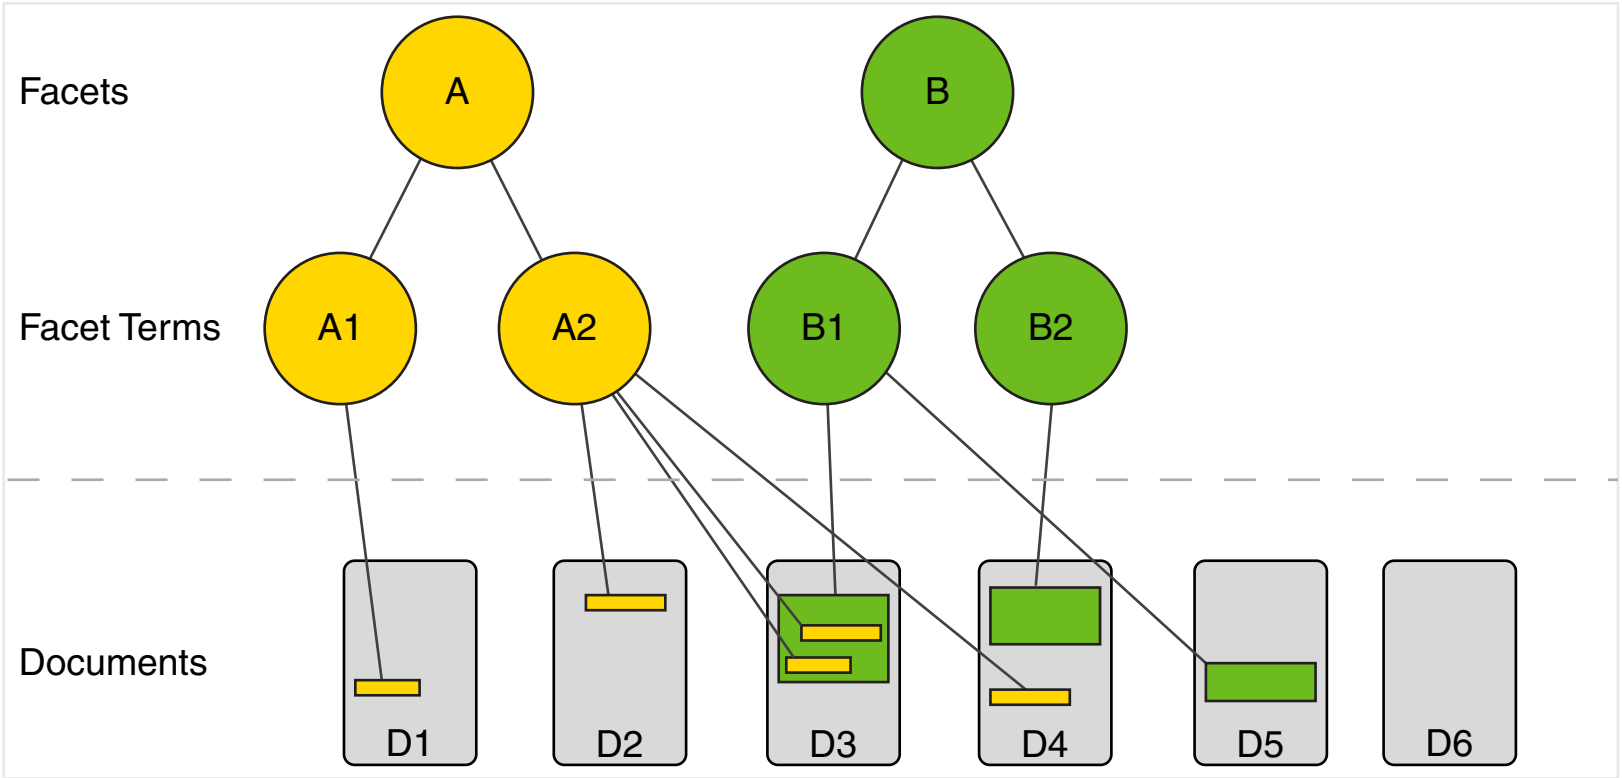 Facets
A
B
Facet Terms
A1
A2
B1
B2
Documents
D1
D2
D3
D4
D5
D6